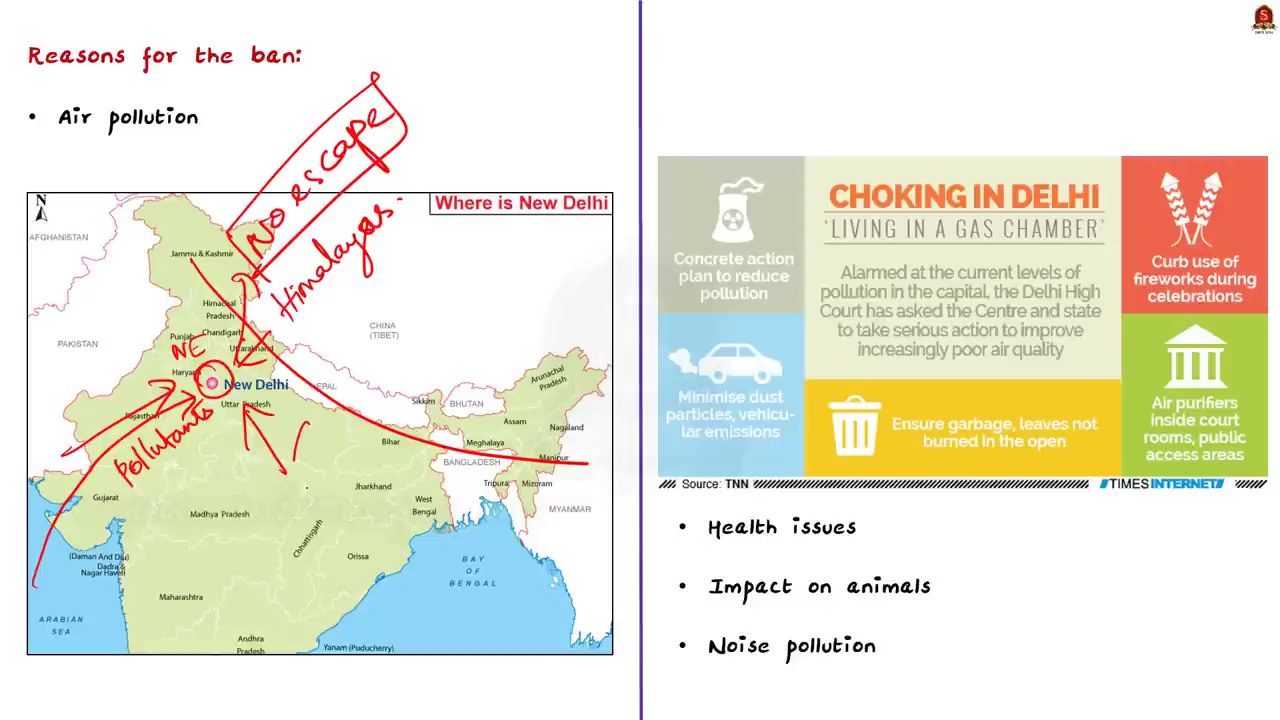 Reasons for the ban:
• Air pollution
No escape
Himalayas.
NE
Pollutants
N
Where is New Delhi
AFGHANISTAN
Jammu & Kashmir
Himachal
Pradesh
CHINA
(TIBET)
PAKISTAN
Punjab
Chandigarh
Uttarakhand
Haryana
New Delhi
NEPAL
Rajasthan
Uttar Pradesh
Sikkim
BHUTAN
Arunachal
Pradesh
Assam
Nagaland
Bihar
Meghalaya
Manipur
BANGLADESH
Gujarat
Jharkhand
Tripura
Mizoram
West
Bengal
MYANMAR
Madhya Pradesh
Chhattisgarh
(Daman And Diu)
Dadra &
Nagar Haveli
Orissa
BAY
OF
BENGAL
Maharashtra
ARABIAN
SEA
Andhra
Pradesh
Yanam (Puducherry)
S
Concrete action
plan to reduce
pollution
CHOKING IN DELHI
'LIVING IN A GAS CHAMBER'
Alarmed at the current levels of
pollution in the capital, the Delhi High
Court has asked the Centre and state
to take serious action to improve
increasingly poor air quality
Curb use of
fireworks during
celebrations
Minimise dust
particles, vehicu-
lar emissions
Ensure garbage, leaves not
burned in the open
Air purifiers
inside court
rooms, public
access areas
Source: TNN
TIMESINTERNET
• Health issues
• Impact on animals
• Noise pollution